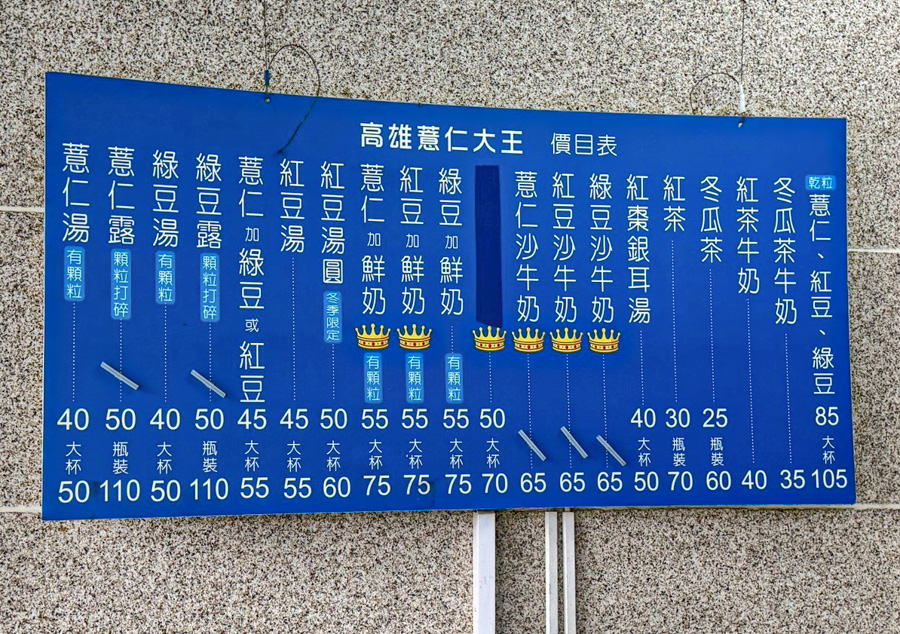 高雄薏仁大王 價目表
薏仁湯 有顆粒 40 大杯 50
薏仁露 顆粒打碎 50 瓶裝 110
綠豆湯 有顆粒 40 大杯 50
綠豆露 顆粒打碎 50 瓶裝 110
薏仁加綠豆或紅豆 45 大杯 55
紅豆湯 45 大杯 55
紅豆湯圓 冬季限定 50 大杯 60
薏仁加鮮奶 有顆粒 55 大杯 75
紅豆加鮮奶 有顆粒 55 大杯 75
綠豆加鮮奶 有顆粒 55 大杯 75
50 大杯 70
薏仁沙牛奶 65
紅豆沙牛奶 65
綠豆沙牛奶 65
紅棗銀耳湯 40 大杯 50
紅茶 30 瓶裝 70
冬瓜茶 25 瓶裝 60
紅茶牛奶 40
冬瓜茶牛奶 35
乾粒 薏仁、紅豆、綠豆 85 大杯 105